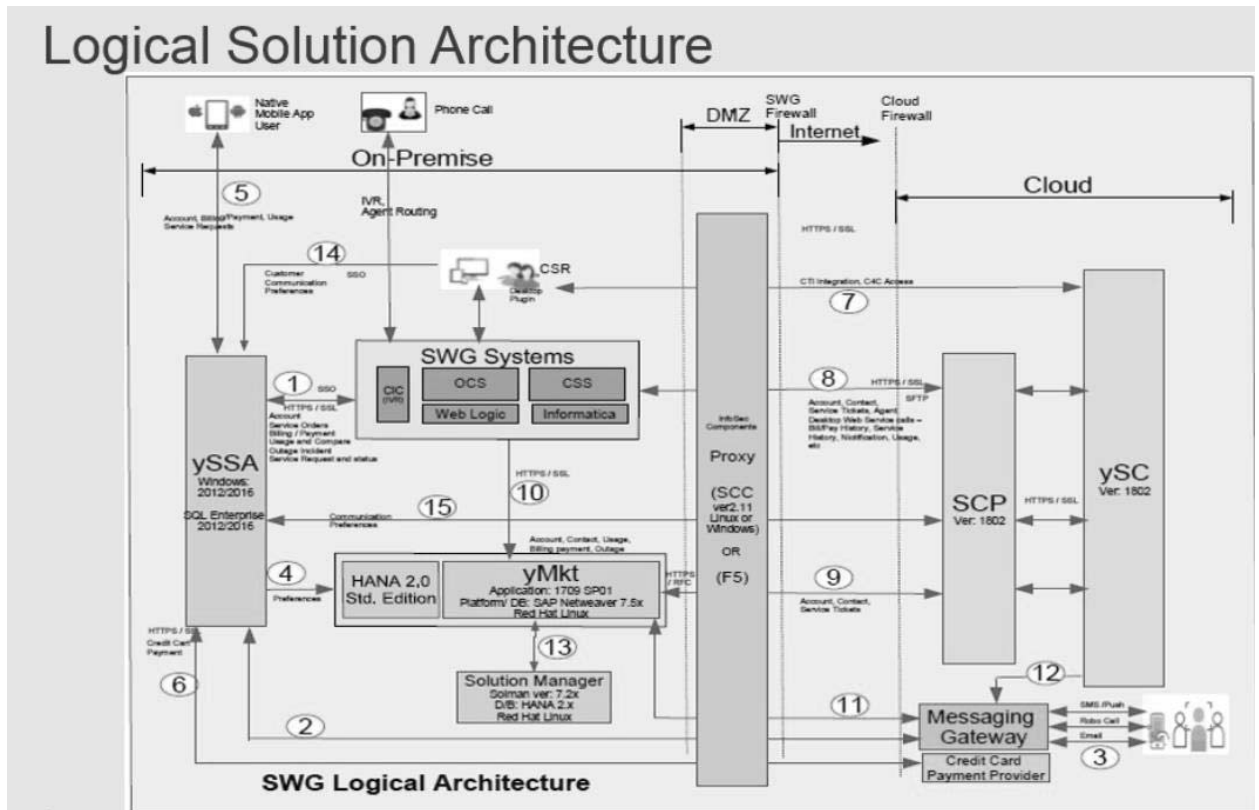 Logical Solution Architecture
Native
Mobile App
User
Phone Call
DMZ
SWG
Firewall
Internet
Cloud
Firewall
On-Premise
Cloud
5
Account, Billing/Payment, Usage
Service Requests
IVR,
Agent Routing
HTTPS / SSL
14
Customer
Communication
Preferences
SSO
CSR
Desktop
Plugin
CTI Integration, C4C Access
7
SWG Systems
CIC
(IVR)
OCS
CSS
Web Logic
Informatica
1
SSO
HTTPS / SSL
Account
Service Orders
Billing / Payment
Usage and Compare
Outage Incident
Service Request and status
8
HTTPS / SSL
SFTP
Account, Contact,
Service Tickets, Agent
Desktop Web Service calls –
Bill/Pay History, Service
History, Notification, Usage,
etc
ySSA
Windows:
2012/2016
SQL Enterprise
2012/2016
InfoSec
Components
Proxy
(SCC
ver2.11
Linux or
Windows)
OR
(F5)
SCP
Ver: 1802
HTTPS / SSL
ySC
Ver: 1802
HTTPS / SSL
10
15
Communication
Preferences
Account, Contact, Usage,
Billing payment, Outage
4
Preferences
HANA 2.0
Std. Edition
yMkt
Application: 1709 SP01
Platform/ DB: SAP Netweaver 7.5x
Red Hat Linux
HTTPS
/ RFC
9
Account, Contact,
Service Tickets
HTTPS / SSL
Credit Cart
Payment
6
13
Solution Manager
Solman ver: 7.2x
D/B: HANA 2.x
Red Hat Linux
12
2
11
Messaging
Gateway
SMS /Push
Robo Call
Email
3
Credit Card
Payment Provider
SWG Logical Architecture